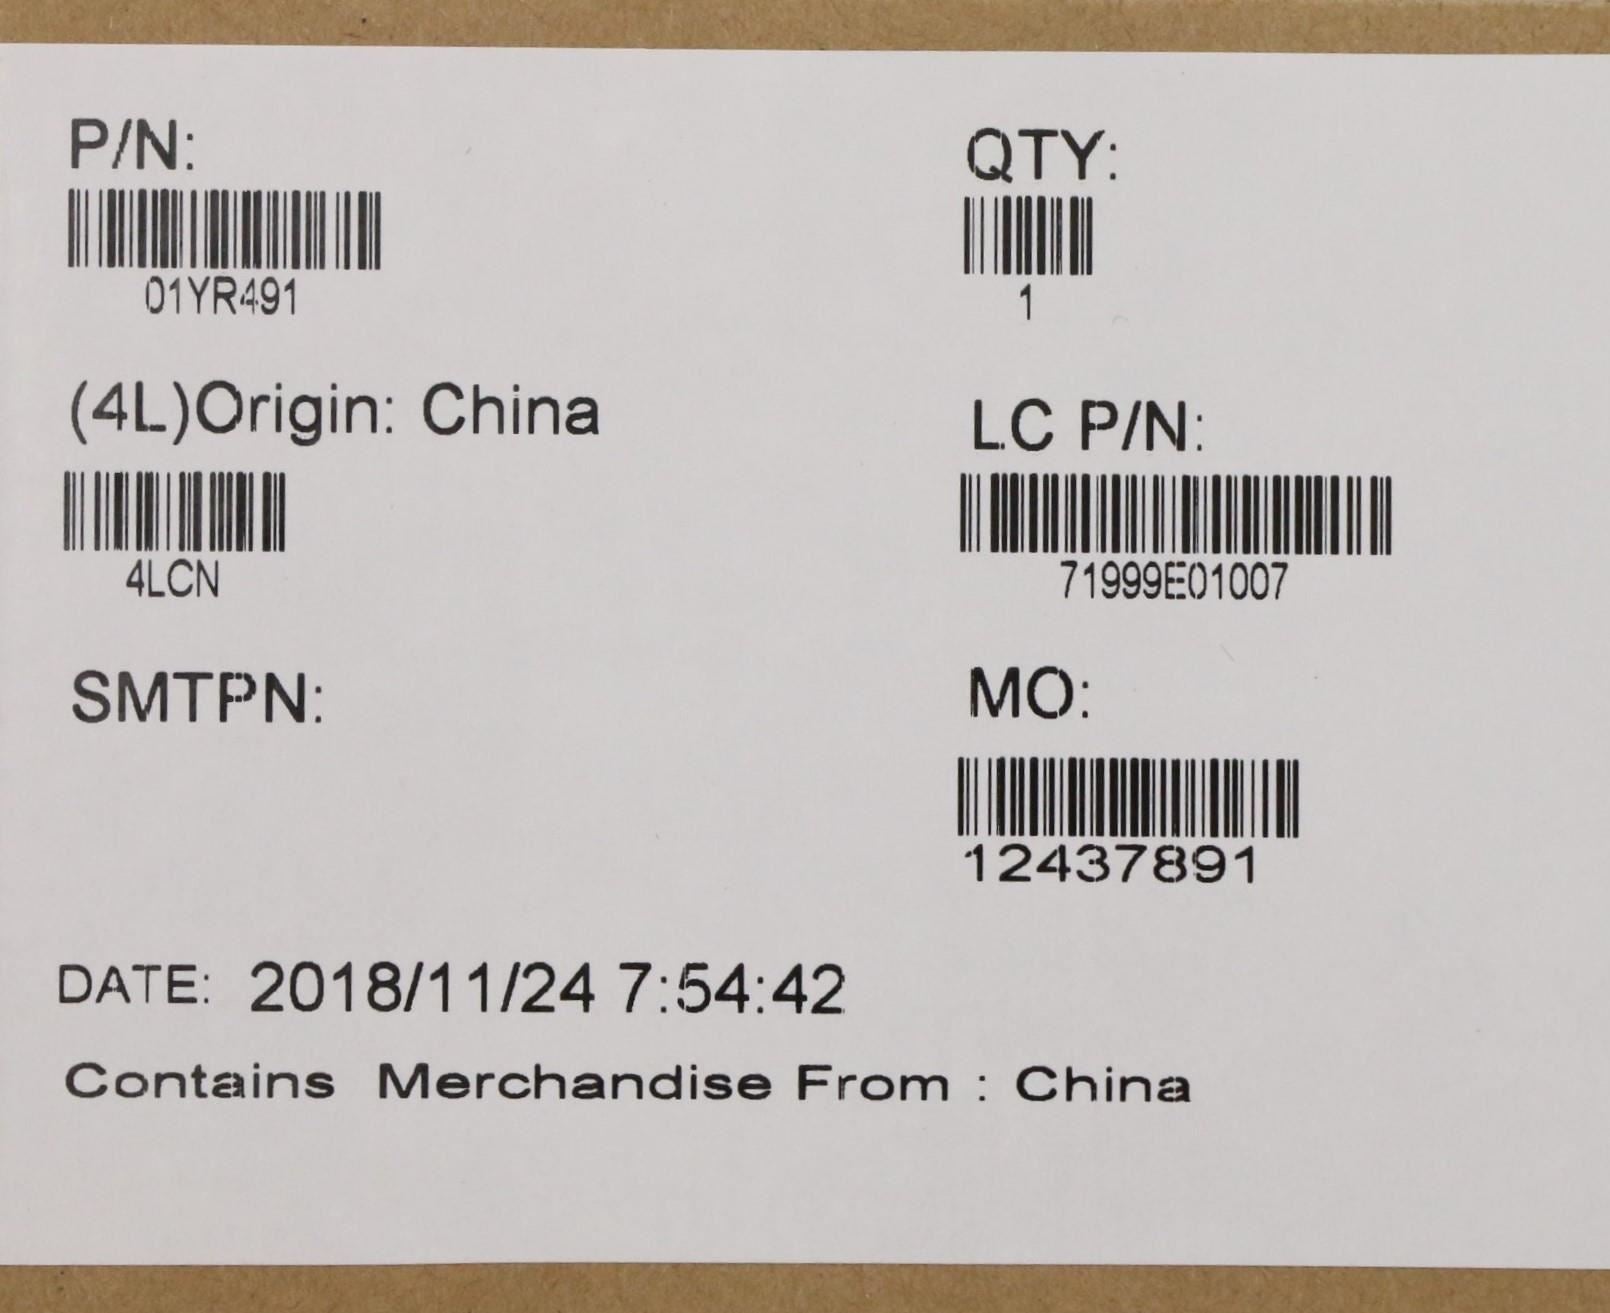 P/N:
QTY:
01YR491
1
(4L)Origin: China
LC P/N:
4LCN
71999E01007
SMTPN:
MO:
12437891
DATE: 2018/11/24 7:54:42
Contains Merchandise From : China